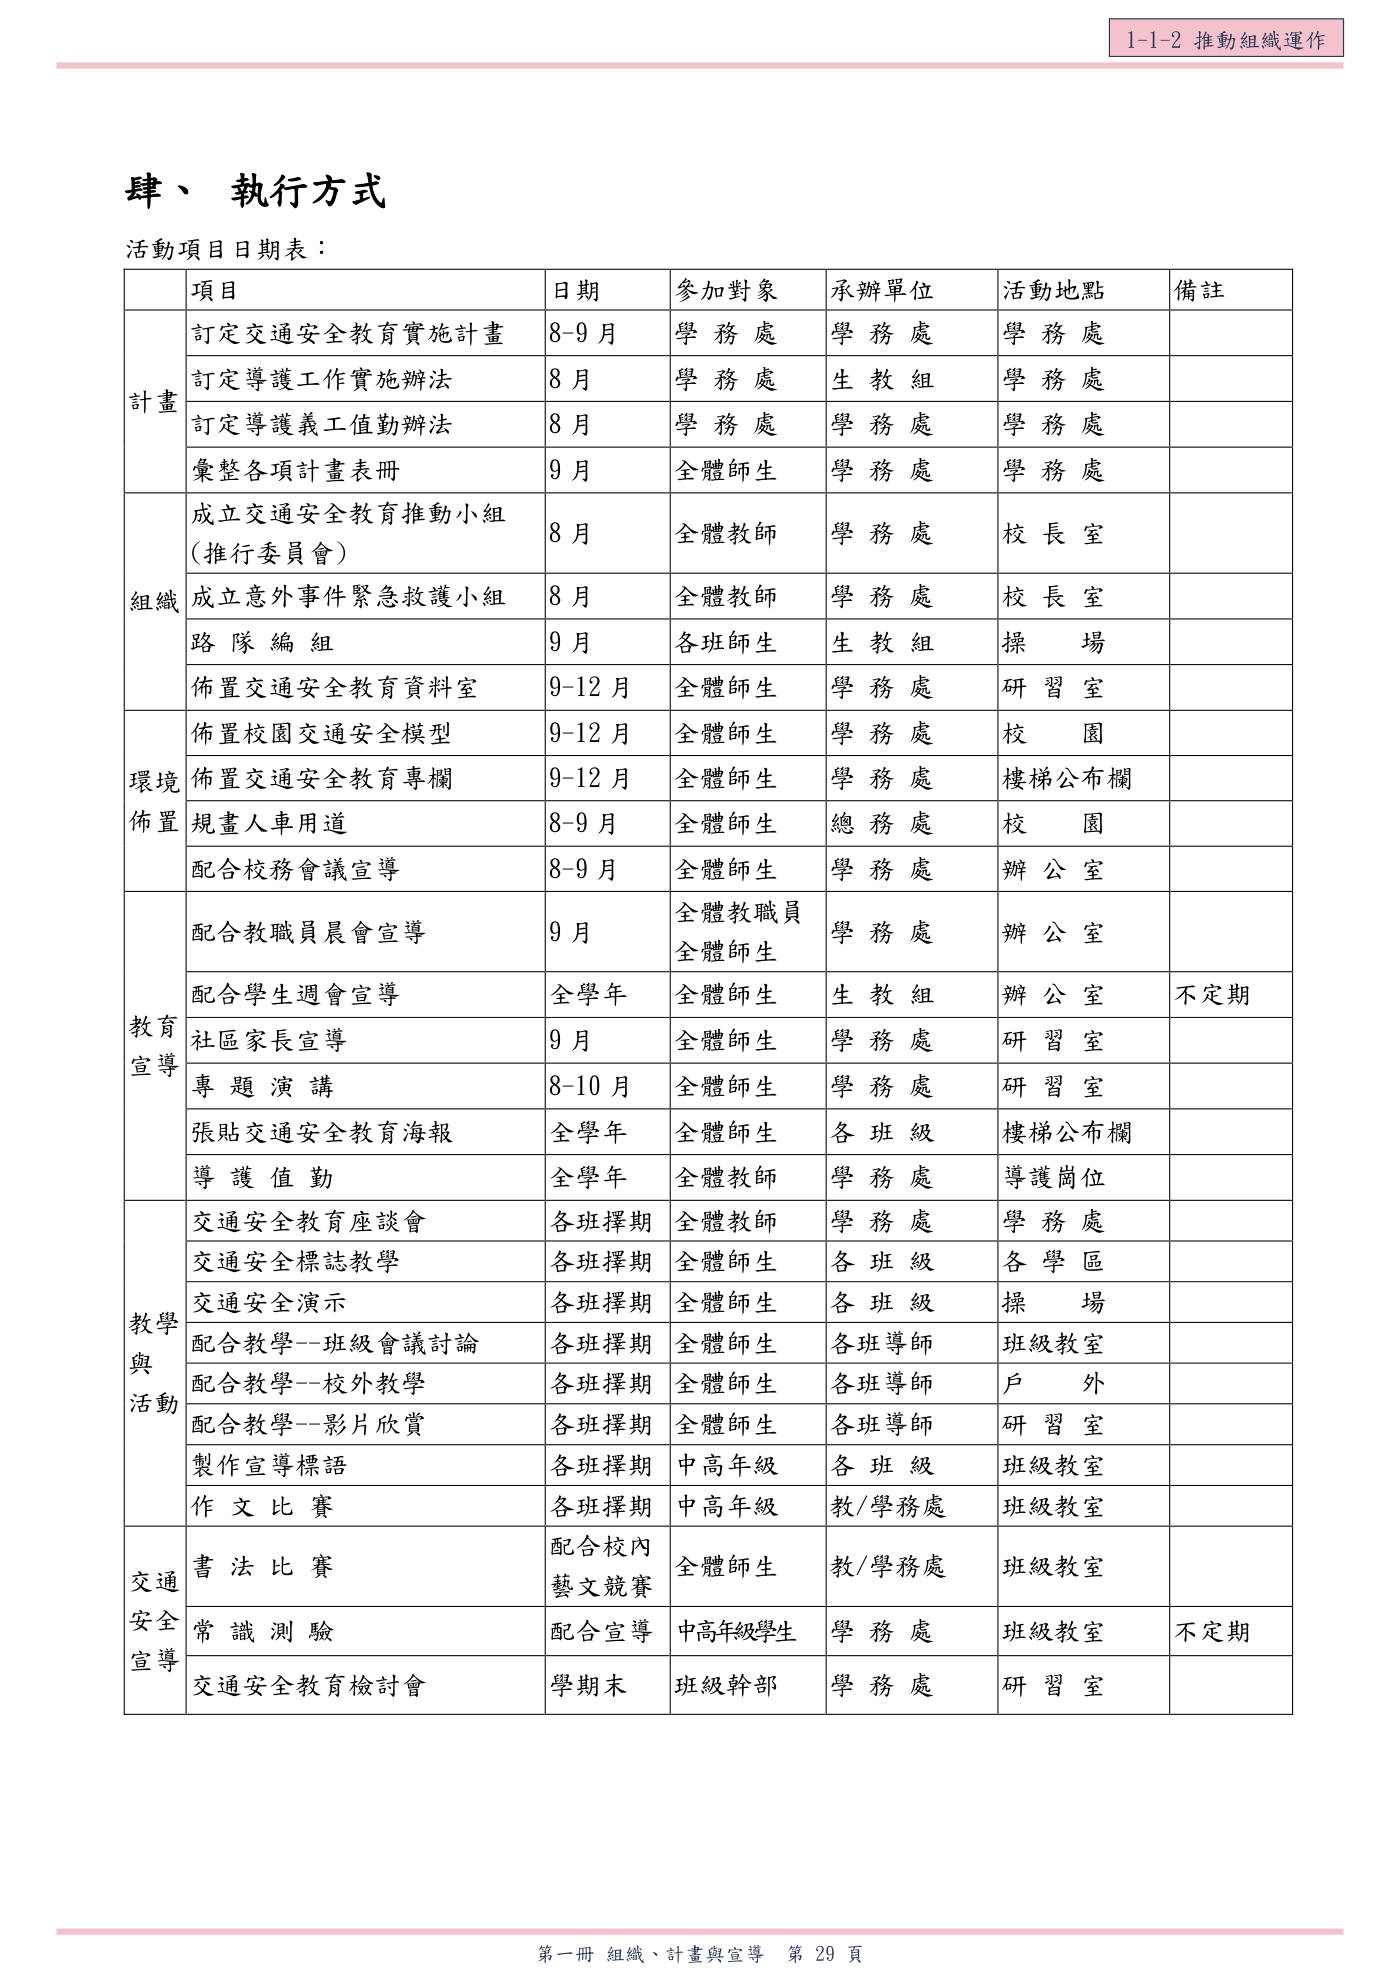 1-1-2 推動組織運作
肆、 執行方式
活動項目日期表：
項目 日期 參加對象 承辦單位 活動地點 備註
計畫
訂定交通安全教育實施計畫 8-9 月 學 務 處 學 務 處 學 務 處
訂定導護工作實施辦法 8 月 學 務 處 生 教 組 學 務 處
訂定導護義工值勤辦法 8 月 學 務 處 學 務 處 學 務 處
彙整各項計畫表冊 9 月 全體師生 學 務 處 學 務 處
組織
成立交通安全教育推動小組
(推行委員會) 8 月 全體教師 學 務 處 校 長 室
成立意外事件緊急救護小組 8 月 全體教師 學 務 處 校 長 室
路 隊 編 組 9 月 各班師生 生 教 組 操 場
佈置交通安全教育資料室 9-12 月 全體師生 學 務 處 研 習 室
環境
佈置
佈置校園交通安全模型 9-12 月 全體師生 學 務 處 校 園
佈置交通安全教育專欄 9-12 月 全體師生 學 務 處 樓梯公布欄
規畫人車用道 8-9 月 全體師生 總 務 處 校 園
配合校務會議宣導 8-9 月 全體師生 學 務 處 辦 公 室
教育
宣導
配合教職員晨會宣導 9 月 全體教職員
全體師生 學 務 處 辦 公 室
配合學生週會宣導 全學年 全體師生 生 教 組 辦 公 室 不定期
社區家長宣導 9 月 全體師生 學 務 處 研 習 室
專 題 演 講 8-10 月 全體師生 學 務 處 研 習 室
張貼交通安全教育海報 全學年 全體師生 各 班 級 樓梯公布欄
導 護 值 勤 全學年 全體教師 學 務 處 導護崗位
教學
與
活動
交通安全教育座談會 各班擇期 全體教師 學 務 處 學 務 處
交通安全標誌教學 各班擇期 全體師生 各 班 級 各 學 區
交通安全演示 各班擇期 全體師生 各 班 級 操 場
配合教學--班級會議討論 各班擇期 全體師生 各班導師 班級教室
配合教學--校外教學 各班擇期 全體師生 各班導師 戶 外
配合教學--影片欣賞 各班擇期 全體師生 各班導師 研 習 室
製作宣導標語 各班擇期 中高年級 各 班 級 班級教室
作 文 比 賽 各班擇期 中高年級 教/學務處 班級教室
交通
安全
宣導
書 法 比 賽 配合校內
藝文競賽 全體師生 教/學務處 班級教室
常 識 測 驗 配合宣導 中高年級學生 學 務 處 班級教室 不定期
交通安全教育檢討會 學期末 班級幹部 學 務 處 研 習 室
第一冊 組織、計畫與宣導 第 29 頁